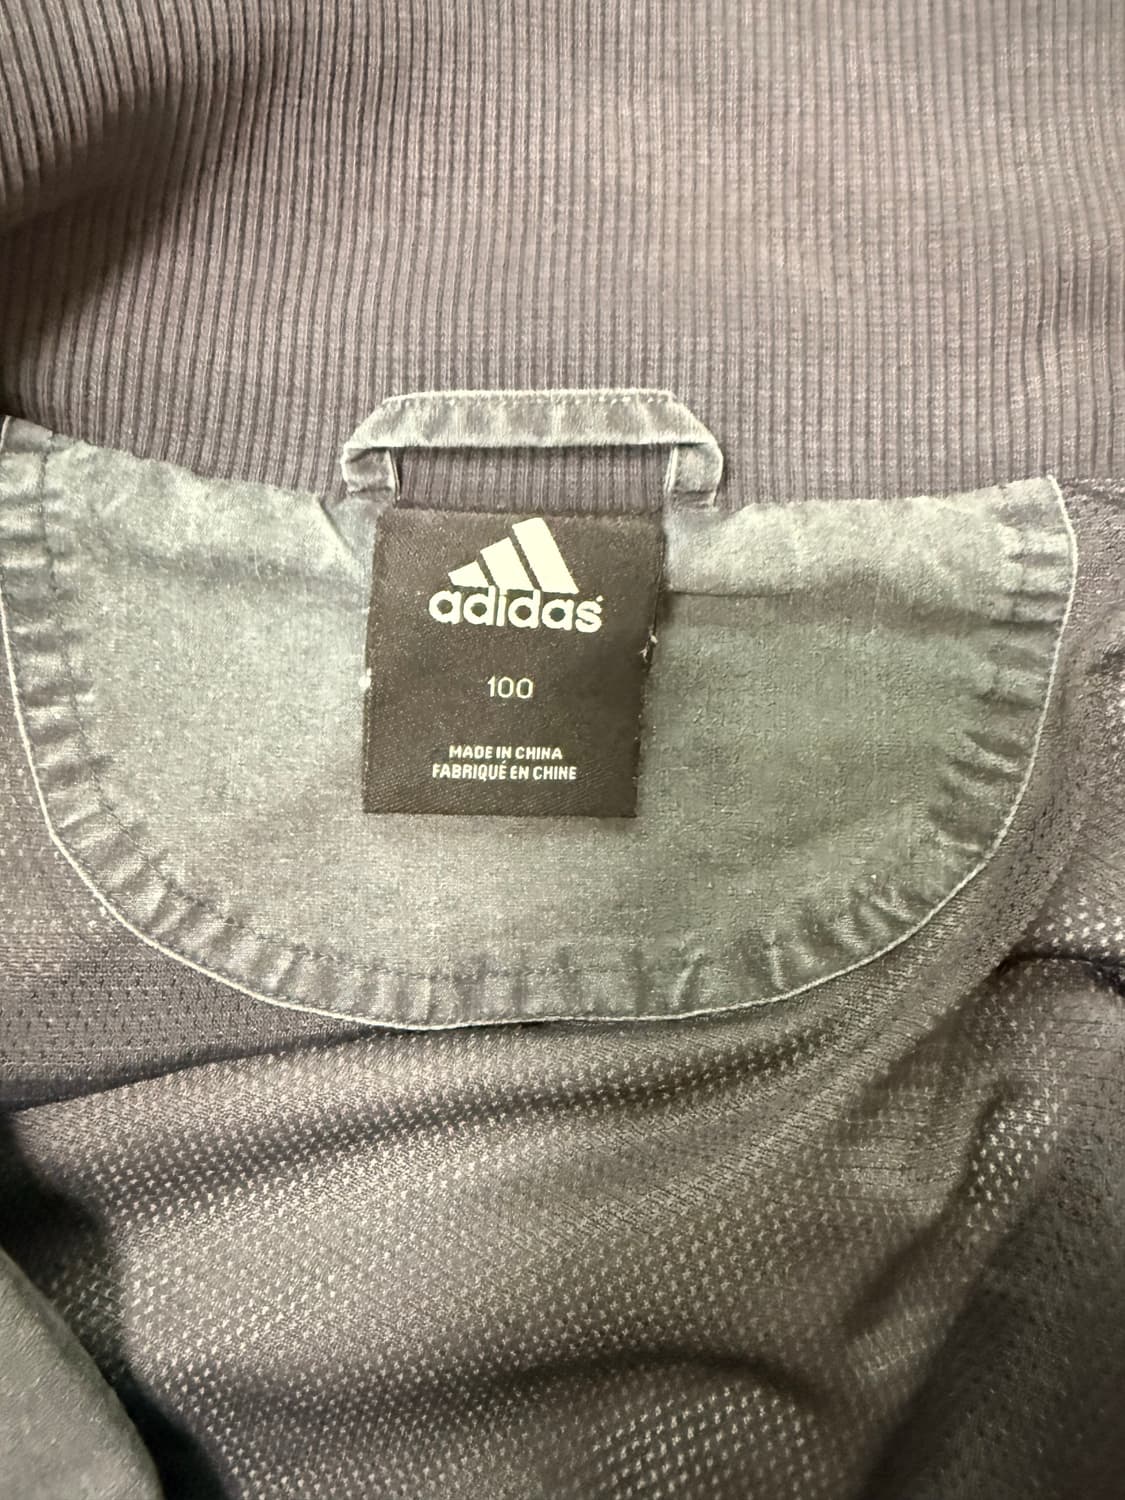 adidas
100
MADE IN CHINA
FABRIQUÉ EN CHINE